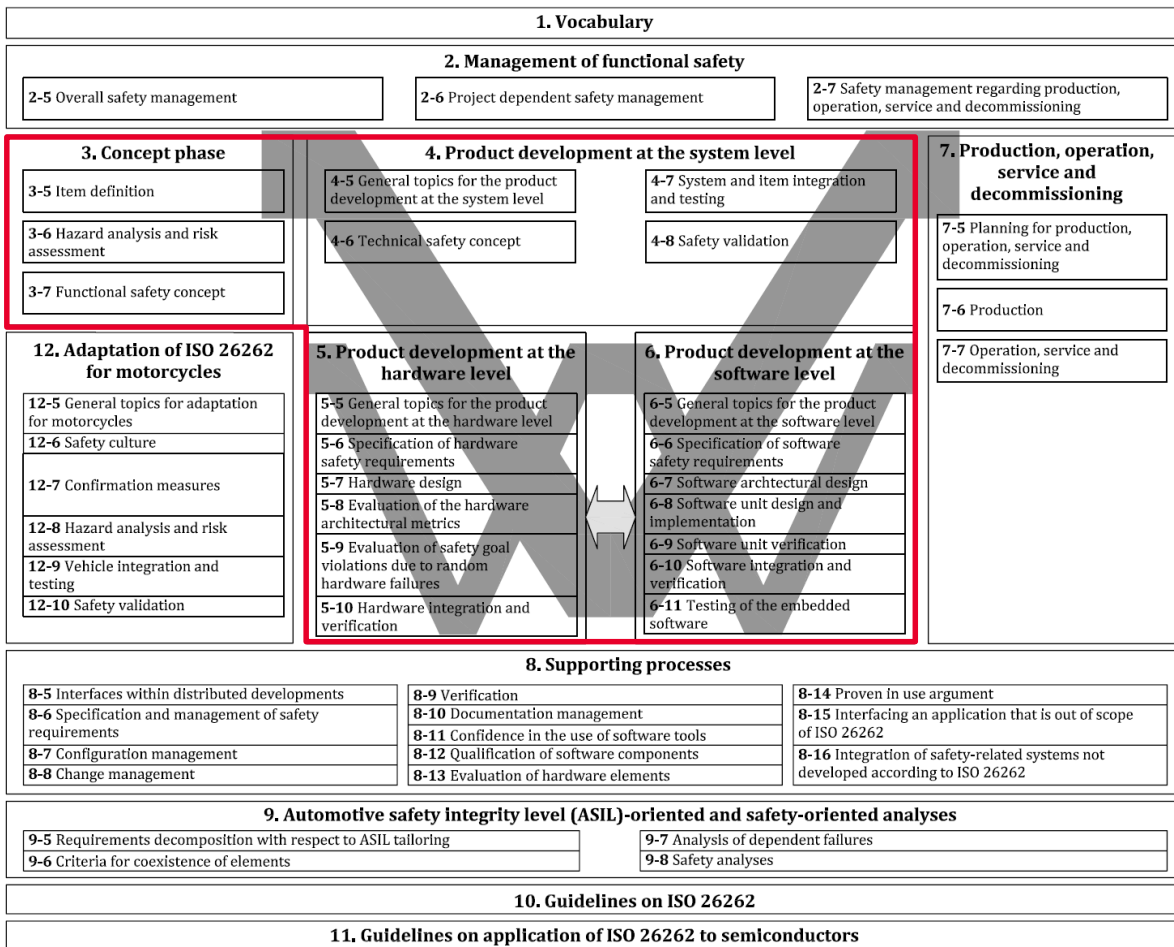 1. Vocabulary
2. Management of functional safety
2-5 Overall safety management
2-6 Project dependent safety management
2-7 Safety management regarding production,
operation, service and decommissioning
3. Concept phase
3-5 Item definition
3-6 Hazard analysis and risk
assessment
3-7 Functional safety concept
4. Product development at the system level
4-5 General topics for the product
development at the system level
4-6 Technical safety concept
4-7 System and item integration
and testing
4-8 Safety validation
7. Production, operation,
service and
decommissioning
7-5 Planning for production,
operation, service and
decommissioning
7-6 Production
7-7 Operation, service and
decommissioning
12. Adaptation of ISO 26262
for motorcycles
12-5 General topics for adaptation
for motorcycles
12-6 Safety culture
12-7 Confirmation measures
12-8 Hazard analysis and risk
assessment
12-9 Vehicle integration and
testing
12-10 Safety validation
5. Product development at the
hardware level
5-5 General topics for the product
development at the hardware level
5-6 Specification of hardware
safety requirements
5-7 Hardware design
5-8 Evaluation of the hardware
architectural metrics
5-9 Evaluation of safety goal
violations due to random
hardware failures
5-10 Hardware integration and
verification
6. Product development at the
software level
6-5 General topics for the product
development at the software level
6-6 Specification of software
safety requirements
6-7 Software archtectural design
6-8 Software unit design and
implementation
6-9 Software unit verification
6-10 Software integration and
verification
6-11 Testing of the embedded
software
8. Supporting processes
8-5 Interfaces within distributed developments
8-6 Specification and management of safety
requirements
8-7 Configuration management
8-8 Change management
8-9 Verification
8-10 Documentation management
8-11 Confidence in the use of software tools
8-12 Qualification of software components
8-13 Evaluation of hardware elements
8-14 Proven in use argument
8-15 Interfacing an application that is out of scope
of ISO 26262
8-16 Integration of safety-related systems not
developed according to ISO 26262
9. Automotive safety integrity level (ASIL)-oriented and safety-oriented analyses
9-5 Requirements decomposition with respect to ASIL tailoring
9-6 Criteria for coexistence of elements
9-7 Analysis of dependent failures
9-8 Safety analyses
10. Guidelines on ISO 26262
11. Guidelines on application of ISO 26262 to semiconductors